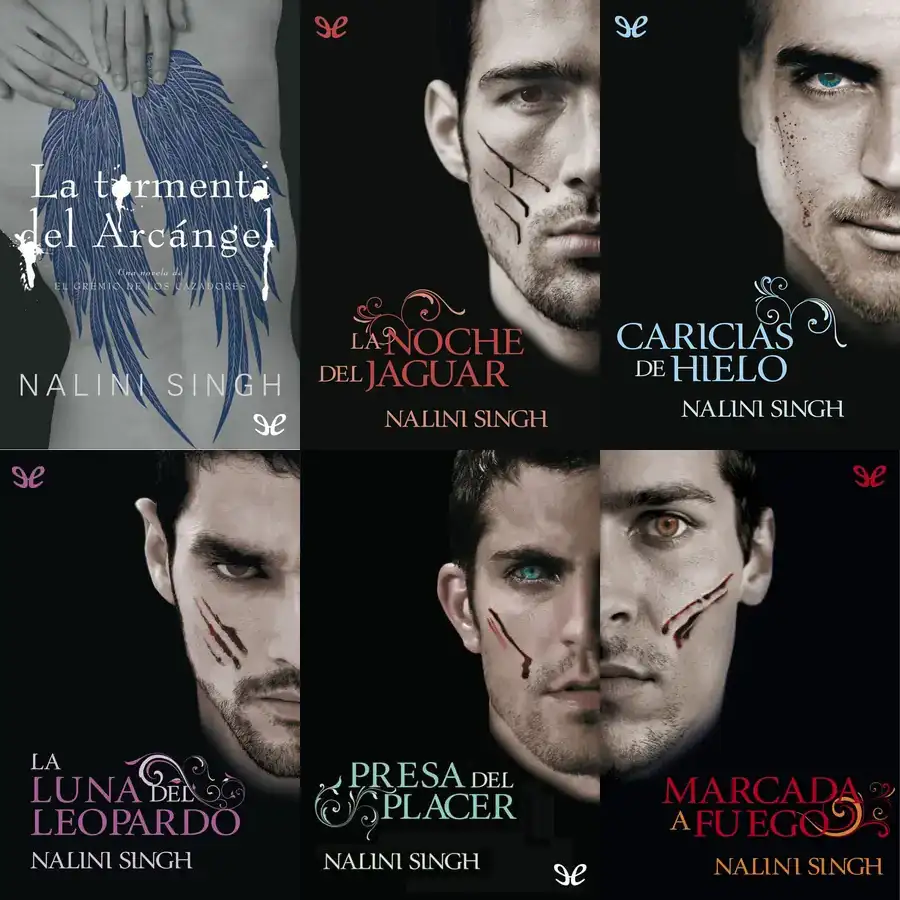 La tormenta
del Arcángel
Una novela de
EL GREMIO DE LOS CAZADORES
NALINI SINGH
LA NOCHE
DEL JAGUAR
NALINI SINGH
CARICIAS
DE HIELO
NALINI SINGH
LA
LUNA DEL
LEOPARDO
NALINI SINGH
PRESA DEL
PLACER
NALINI SINGH
MARCADA
A FUEGO
NALINI SINGH